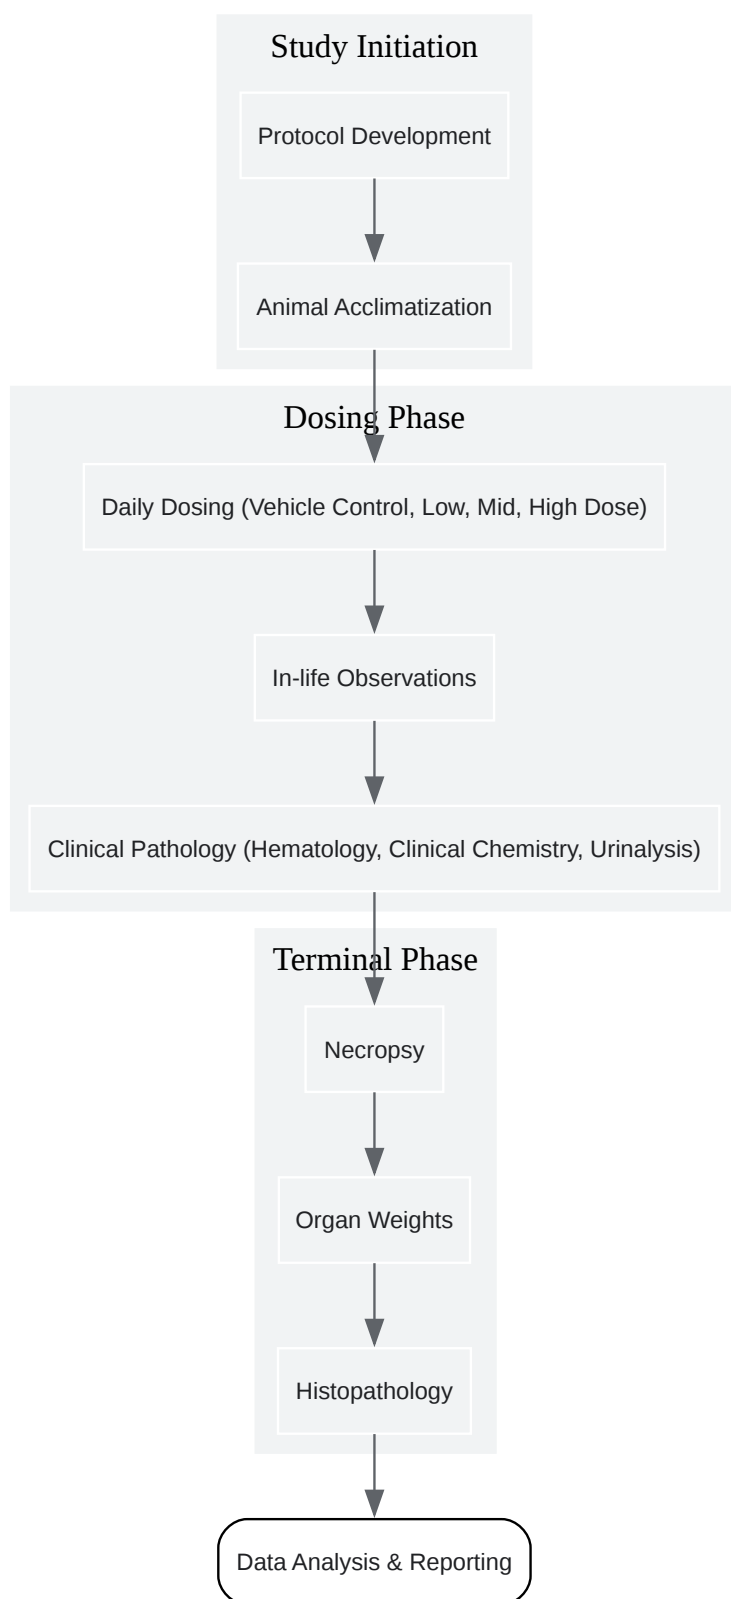 Study Initiation
Protocol Development
Animal Acclimatization
Dosing Phase
Daily Dosing (Vehicle Control, Low, Mid, High Dose)
In-life Observations
Clinical Pathology (Hematology, Clinical Chemistry, Urinalysis)
Terminal Phase
Necropsy
Organ Weights
Histopathology
Data Analysis & Reporting